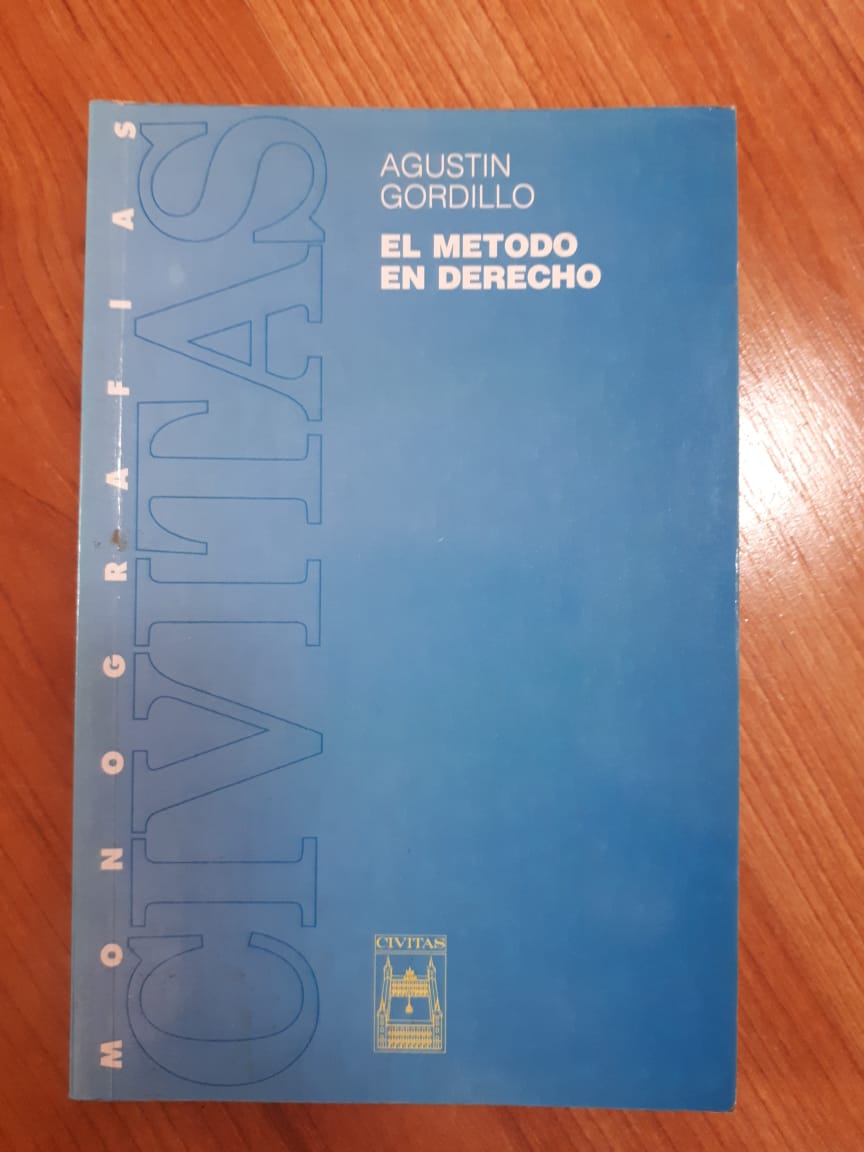 AGUSTIN
GORDILLO
EL METODO
EN DERECHO
MONOGRAFIAS
CIVITAS
CIVITAS